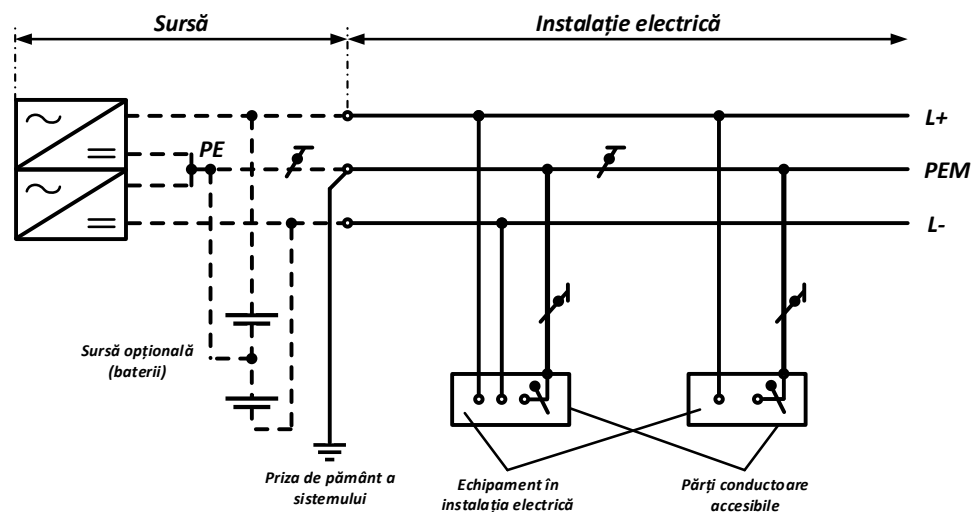 Sursă
Instalație electrică
L+
PE
PEM
L-
Sursă opțională
(baterii)
Priza de pământ a
sistemului
Echipament în
instalația electrică
Părți conductoare
accesibile